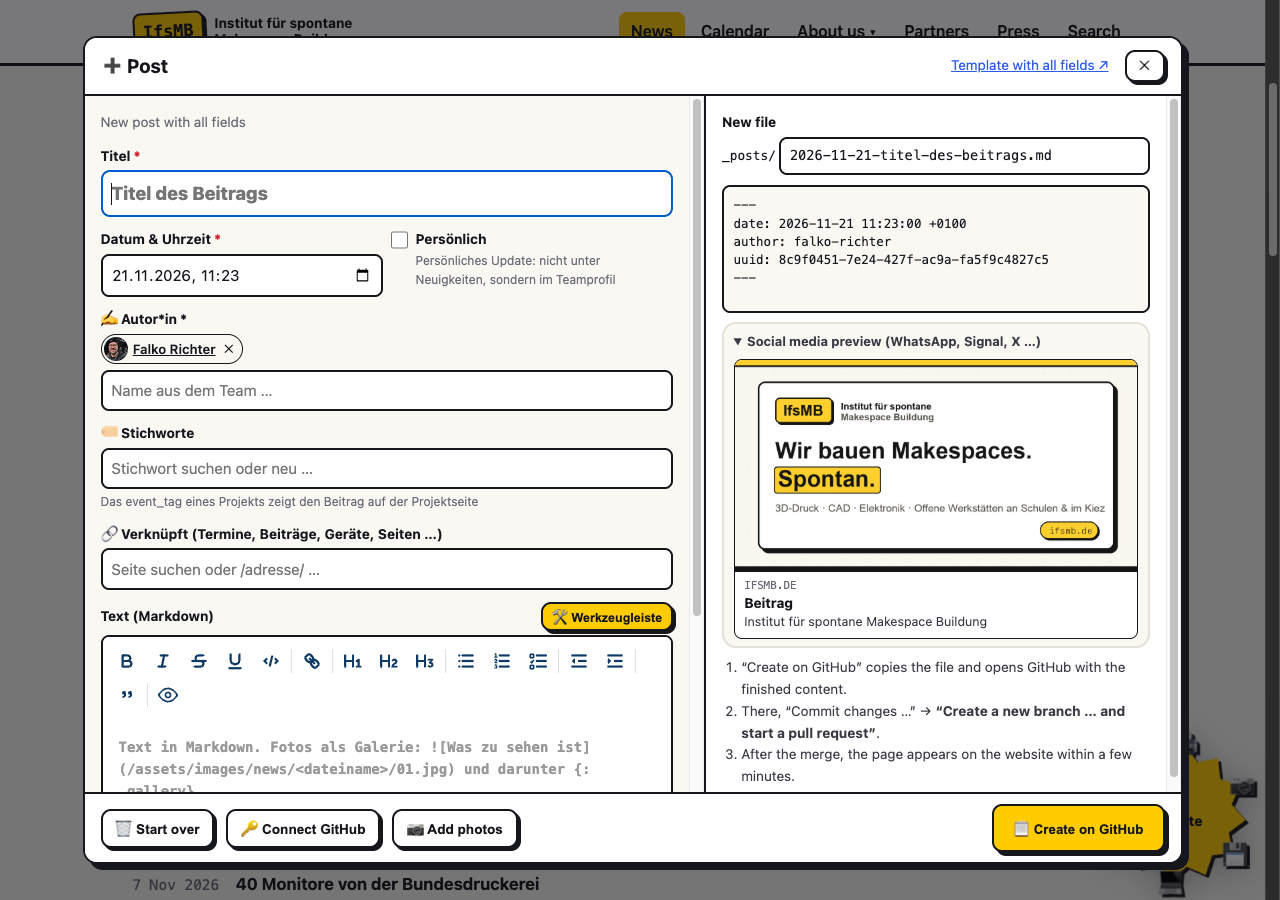 IfsMB
Institut für spontane
News
Calendar
About us ▾
Partners
Press
Search
➕ Post
Template with all fields ↗
×
New post with all fields
Titel *
Titel des Beitrags
Datum & Uhrzeit *
21.11.2026, 11:23
Persönlich
Persönliches Update: nicht unter
Neuigkeiten, sondern im Teamprofil
✍️ Autor*in *
Falko Richter ×
Name aus dem Team ...
🏷️ Stichworte
Stichwort suchen oder neu ...
Das event_tag eines Projekts zeigt den Beitrag auf der Projektseite
🔗 Verknüpft (Termine, Beiträge, Geräte, Seiten ...)
Seite suchen oder /adresse/ ...
Text (Markdown)
🛠️ Werkzeugleiste
B I S U </> H1 H2 H3
Text in Markdown. Fotos als Galerie: ![Was zu sehen ist]
(/assets/images/news/<dateiname>/01.jpg) und darunter {:
.gallery}
New file
_posts/ 2026-11-21-titel-des-beitrags.md
---
date: 2026-11-21 11:23:00 +0100
author: falko-richter
uuid: 8c9f0451-7e24-427f-ac9a-fa5f9c4827c5
---
▾ Social media preview (WhatsApp, Signal, X ...)
IfsMB
Institut für spontane
Makespace Buildung
Wir bauen Makespaces.
Spontan.
3D-Druck · CAD · Elektronik · Offene Werkstätten an Schulen & im Kiez
ifsmb.de
IFSMB.DE
Beitrag
Institut für spontane Makespace Buildung
1. “Create on GitHub” copies the file and opens GitHub with the
finished content.
2. There, “Commit changes …” → “Create a new branch … and
start a pull request”.
3. After the merge, the page appears on the website within a few
minutes.
🗑️ Start over
🔑 Connect GitHub
📷 Add photos
Create on GitHub
7 Nov 2026
40 Monitore von der Bundesdruckerei